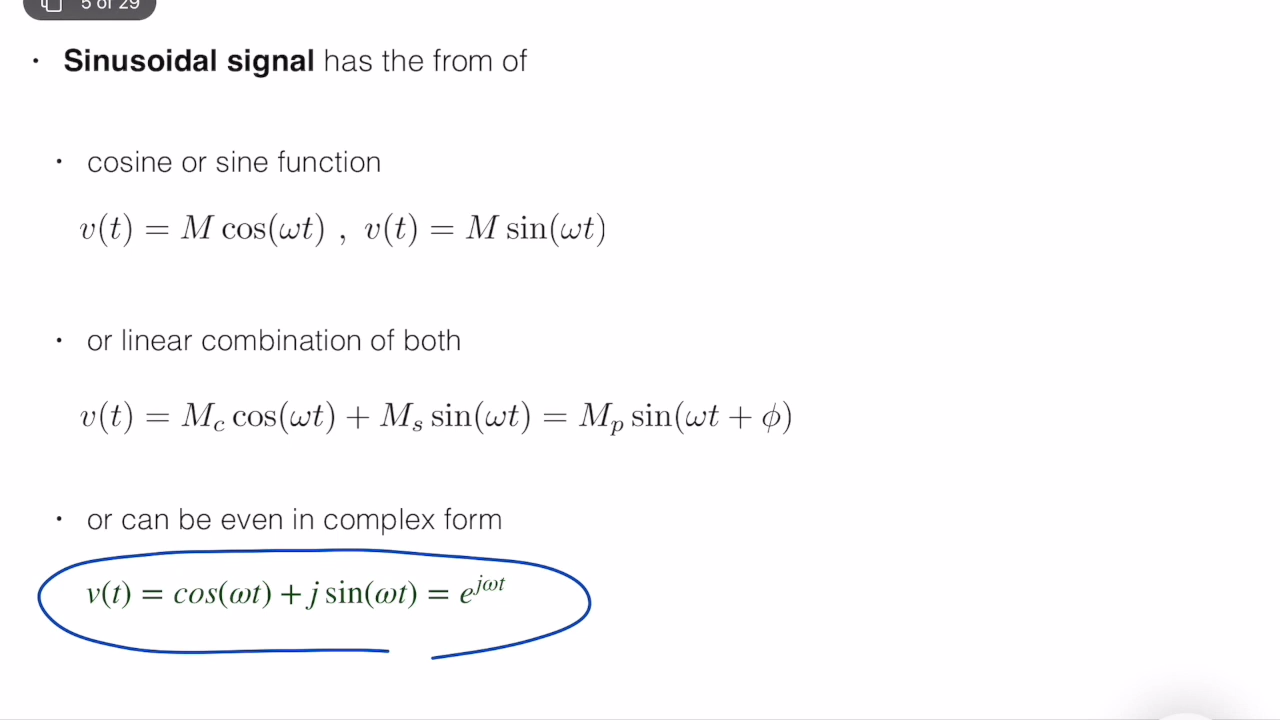 5 of 29
• Sinusoidal signal has the from of
• cosine or sine function
v(t) = M cos(ωt) , v(t) = M sin(ωt)
• or linear combination of both
v(t) = M_c cos(ωt) + M_s sin(ωt) = M_p sin(ωt + ϕ)
• or can be even in complex form
v(t) = cos(ωt) + j sin(ωt) = e^{jωt}